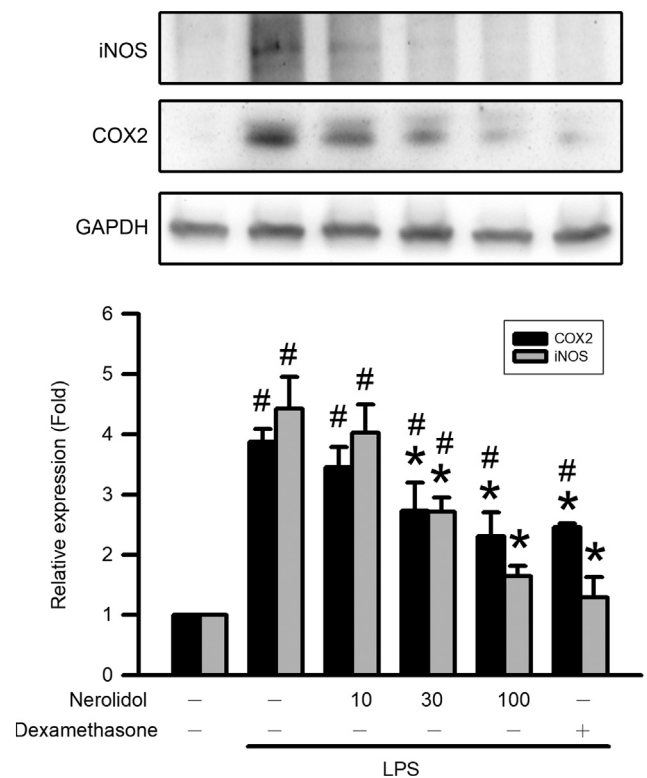 iNOS
COX2
GAPDH
6
5
4
3
2
1
0
Relative expression (Fold)
COX2
iNOS
# # # # # * # * # * * # * *
Nerolidol – – 10 30 100 –
Dexamethasone – – – – – +
LPS